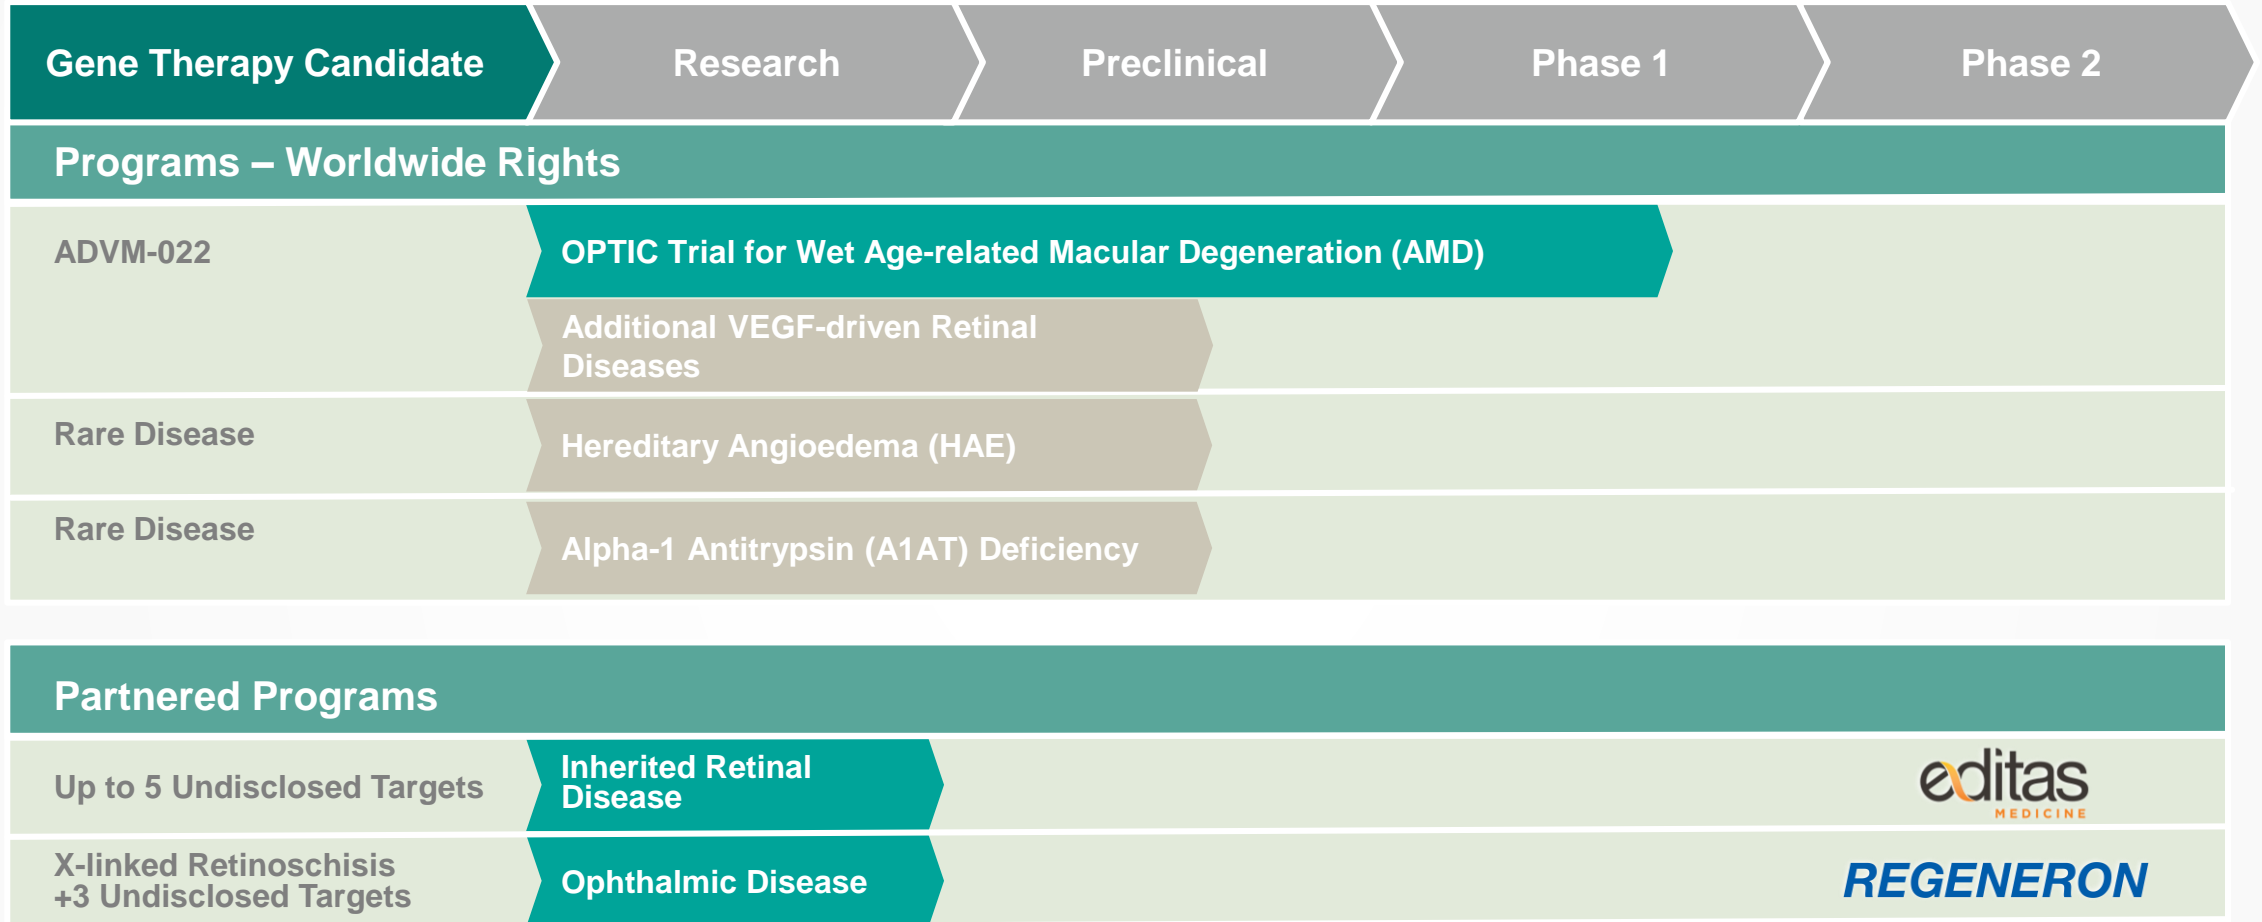 Gene Therapy Candidate
Research
Preclinical
Phase 1
Phase 2
Programs – Worldwide Rights
ADVM-022
OPTIC Trial for Wet Age-related Macular Degeneration (AMD)
Additional VEGF-driven Retinal
Diseases
Rare Disease
Hereditary Angioedema (HAE)
Rare Disease
Alpha-1 Antitrypsin (A1AT) Deficiency
Partnered Programs
Up to 5 Undisclosed Targets
Inherited Retinal
Disease
editas
MEDICINE
X-linked Retinoschisis
+3 Undisclosed Targets
Ophthalmic Disease
REGENERON